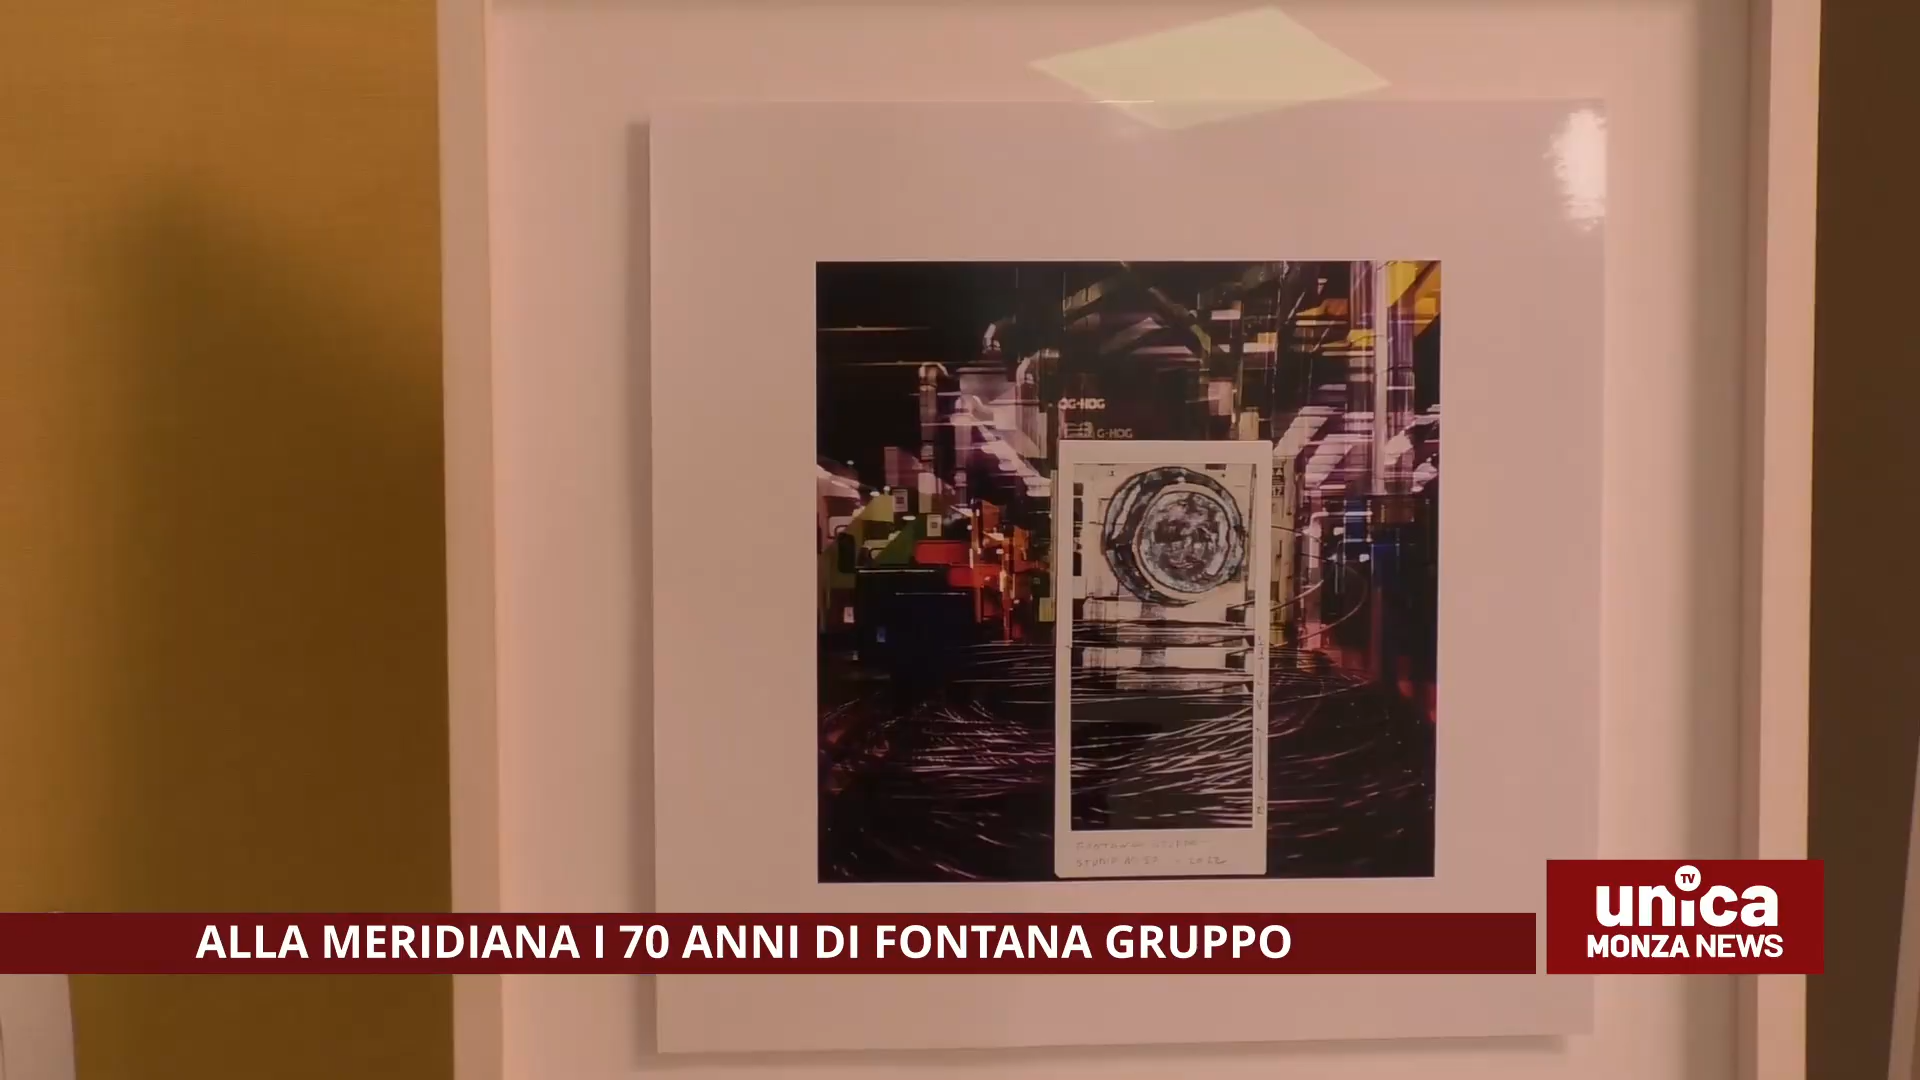 G-HOG
G-HOG
ALLA MERIDIANA I 70 ANNI DI FONTANA GRUPPO
TV
unica
MONZA NEWS